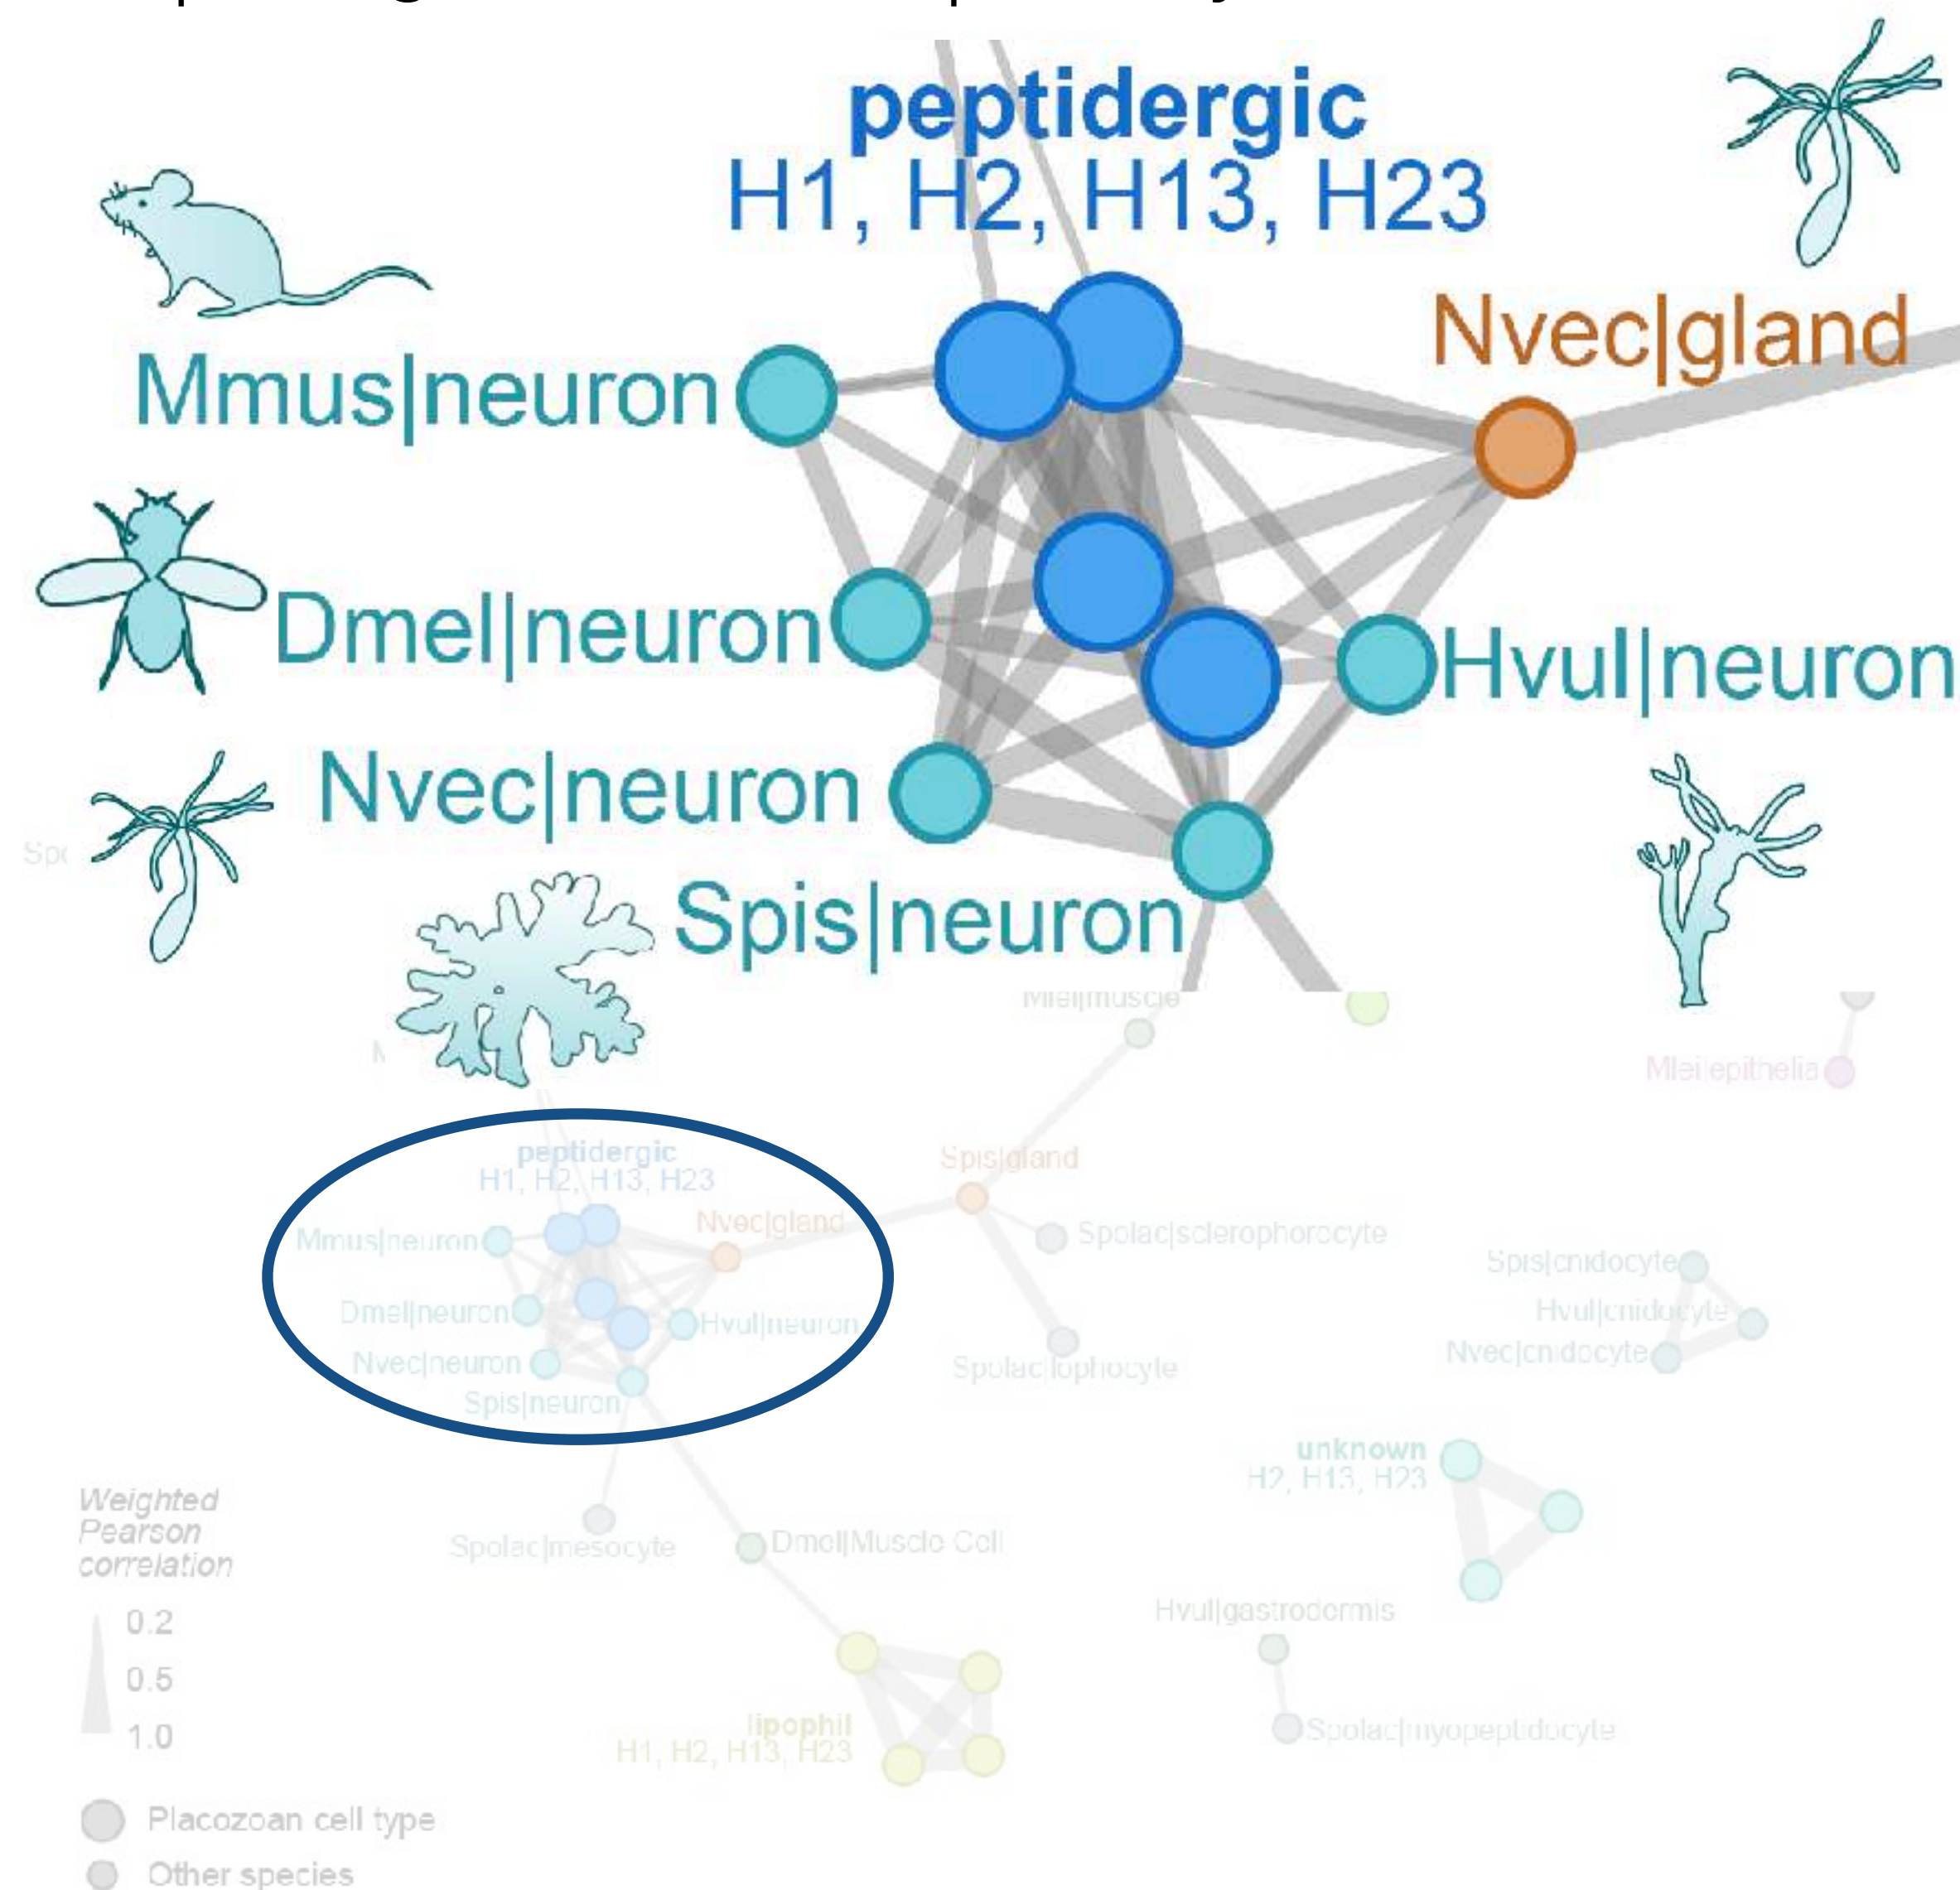 peptidergic
H1, H2, H13, H23
Nvec|gland
Mmus|neuron
Dmel|neuron
Hvul|neuron
Nvec|neuron
Spis|neuron
Mlei|muscle
Mlei|epithelia
peptidergic
H1, H2, H13, H23
Spis|gland
Nvec|gland
Mmus|neuron
Spolac|sclerophorocyte
Spis|cnidocyte
Dmel|neuron
Hvul|neuron
Hvul|cnidocyte
Nvec|neuron
Nvec|cnidocyte
Spolac|lophocyte
Spis|neuron
unknown
H2, H13, H23
Weighted
Pearson
correlation
Spolac|mesocyte
Dmel|Muscle Cell
0.2
Hvul|gastrodermis
0.5
lipophil
H1, H2, H13, H23
1.0
Spolac|myopeptidocyte
Placozoan cell type
Other species